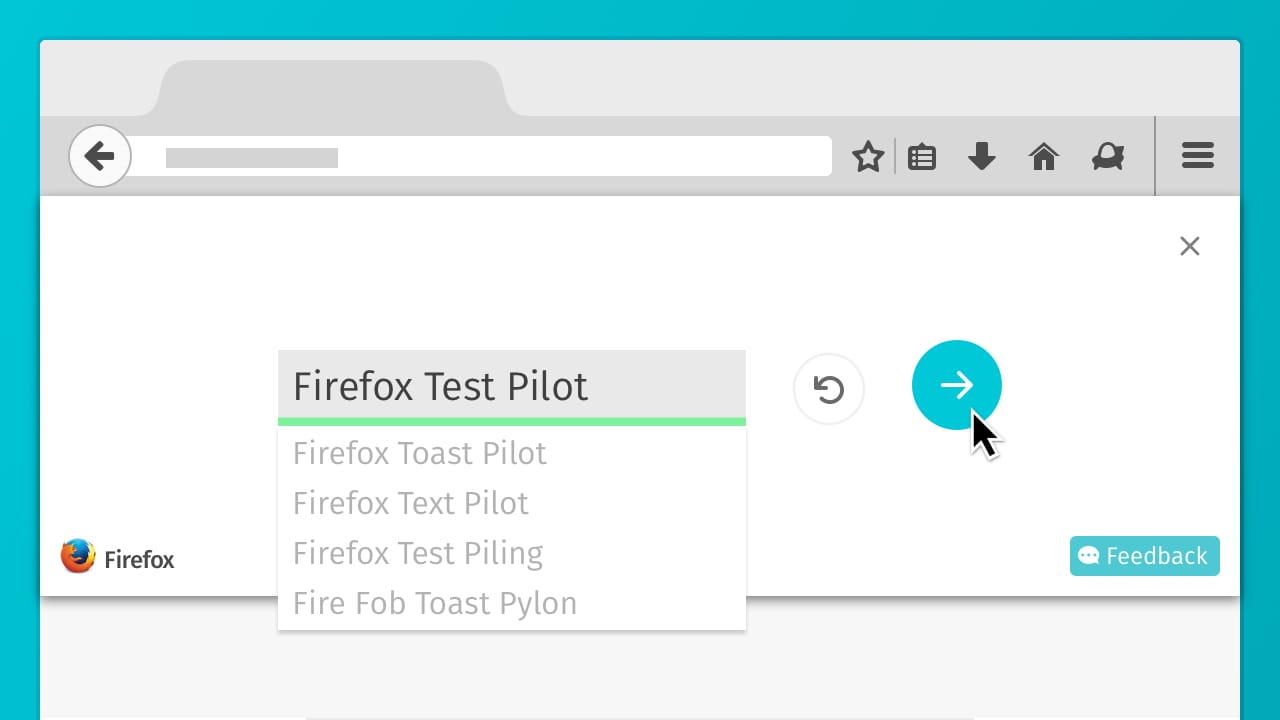 Firefox Test Pilot
Firefox Toast Pilot
Firefox Text Pilot
Firefox Test Piling
Fire Fob Toast Pylon
Firefox
Feedback